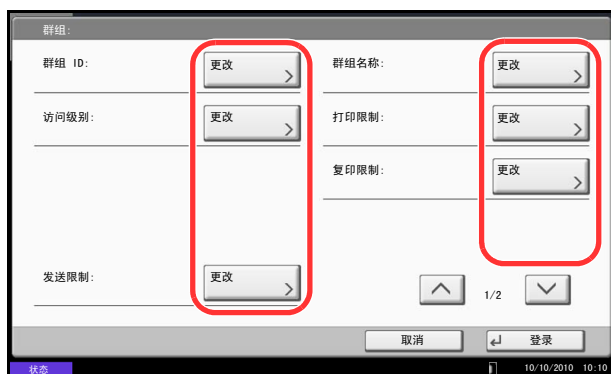 群组:
群组 ID:
更改
群组名称:
更改
访问级别:
更改
打印限制:
更改
复印限制:
更改
发送限制:
更改
1/2
取消
登录
状态
10/10/2010 10:10